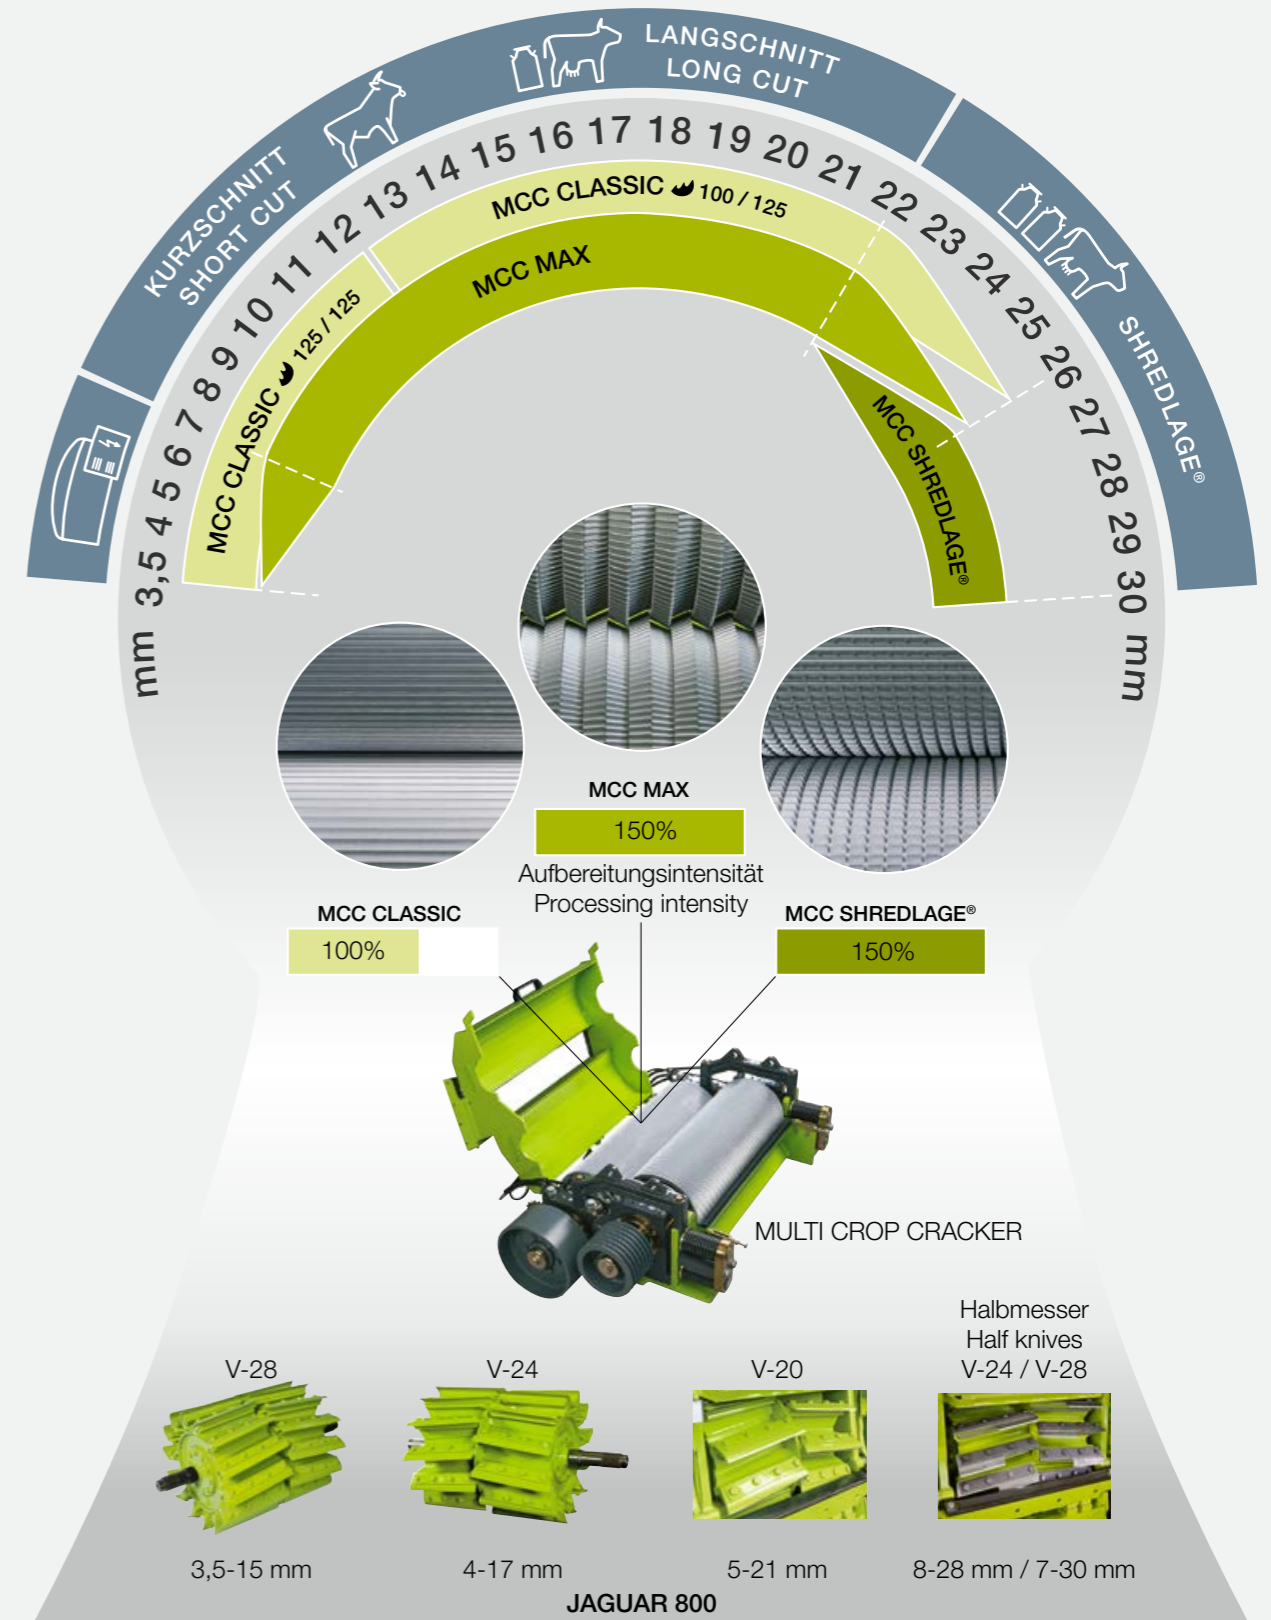 KURZSCHNITT
SHORT CUT
LANGSCHNITT
LONG CUT
SHREDLAGE®
mm 3,5 4 5 6 7 8 9 10 11 12 13 14 15 16 17 18 19 20 21 22 23 24 25 26 27 28 29 30 mm
MCC CLASSIC 125 / 125
MCC CLASSIC 100 / 125
MCC MAX
MCC SHREDLAGE®
MCC MAX
150%
Aufbereitungsintensität
Processing intensity
MCC CLASSIC
100%
MCC SHREDLAGE®
150%
MULTI CROP CRACKER
Halbmesser
Half knives
V-28 V-24 V-20 V-24 / V-28
3,5-15 mm 4-17 mm 5-21 mm 8-28 mm / 7-30 mm
JAGUAR 800